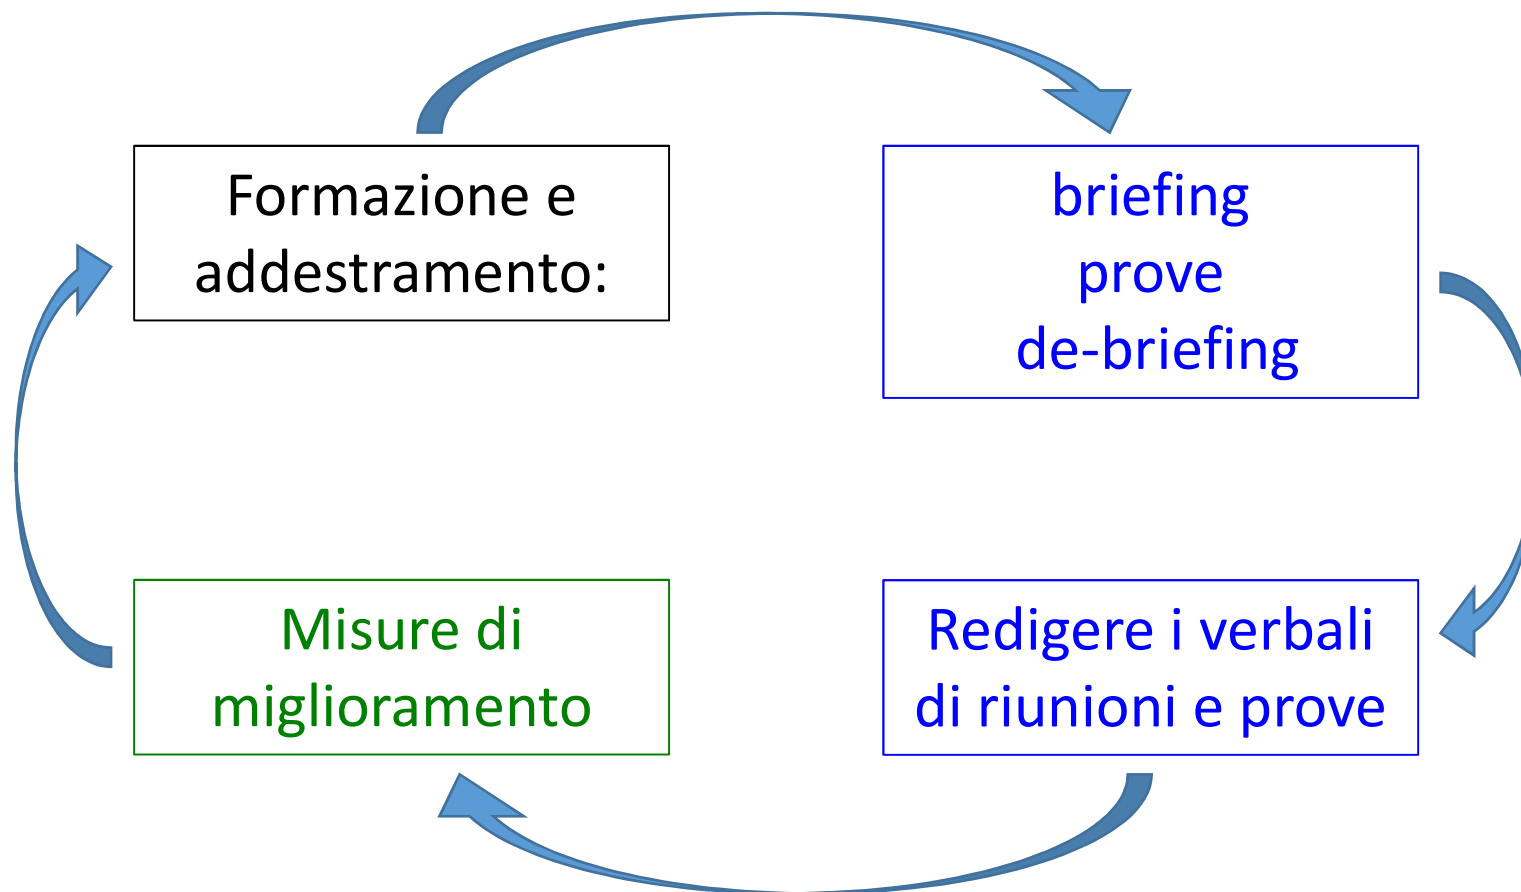 Formazione e
addestramento:
briefing
prove
de-briefing
Redigere i verbali
di riunioni e prove
Misure di
miglioramento